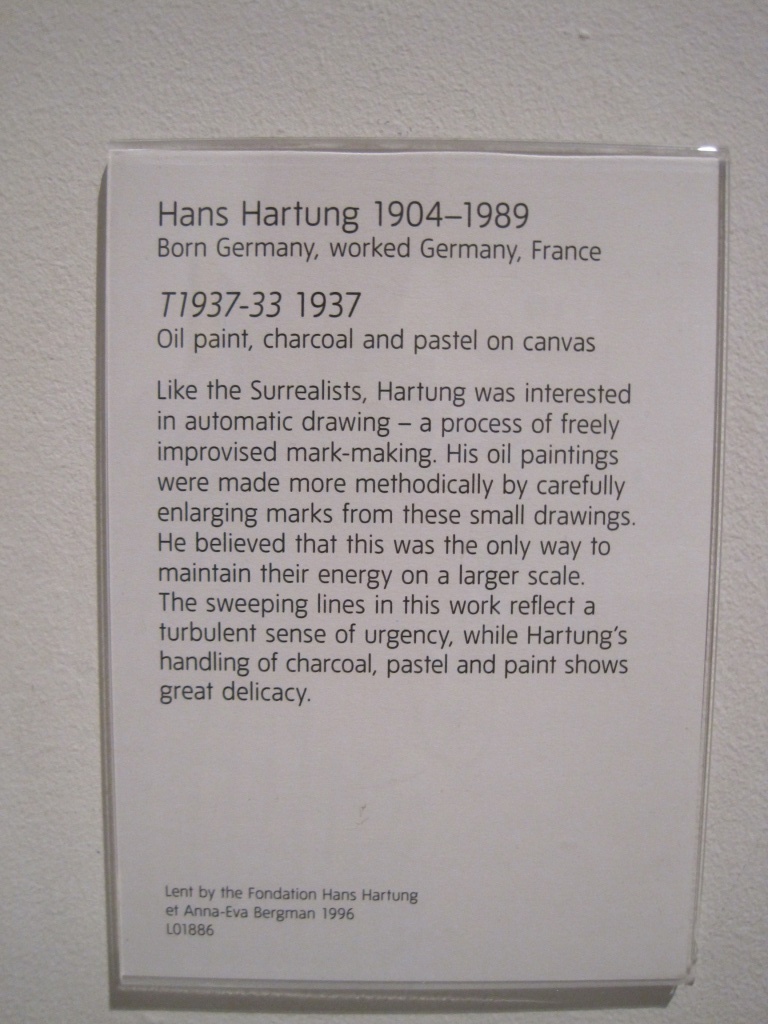 Hans Hartung 1904–1989
Born Germany, worked Germany, France
T1937-33 1937
Oil paint, charcoal and pastel on canvas
Like the Surrealists, Hartung was interested
in automatic drawing – a process of freely
improvised mark-making. His oil paintings
were made more methodically by carefully
enlarging marks from these small drawings.
He believed that this was the only way to
maintain their energy on a larger scale.
The sweeping lines in this work reflect a
turbulent sense of urgency, while Hartung's
handling of charcoal, pastel and paint shows
great delicacy.
Lent by the Fondation Hans Hartung
et Anna-Eva Bergman 1996
L01886